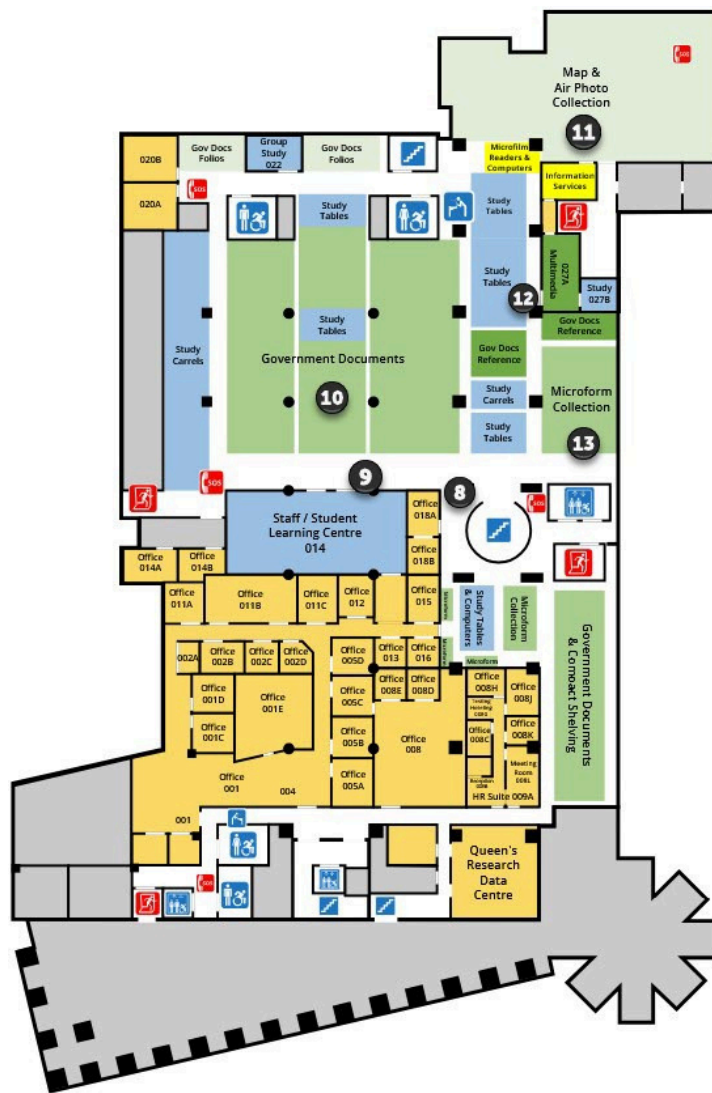 SOS
Map &
Air Photo
Collection
11
020B
Gov Docs
Folios
Group
Study
022
Gov Docs
Folios
Microfilm
Readers &
Computers
Information
Services
020A
SOS
Study
Tables
Study
Tables
Study
Tables
027A
Multimedia
12
Study
027B
Study
Tables
Gov Docs
Reference
Study
Carrels
Government Documents
Gov Docs
Reference
10
Study
Carrels
Microform
Collection
Study
Tables
13
9
8
SOS
SOS
Staff / Student
Learning Centre
014
Office
018A
Office
018B
Office
014A
Office
014B
Office
011A
Office
011B
Office
011C
Office
012
Office
015
Study Tables
& Computers
Microform
Collection
Government Documents
& Compact Shelving
002A
Office
002B
Office
002C
Office
002D
Office
005D
Office
013
Office
016
Microform
Office
001D
Office
001E
Office
005C
Office
008E
Office
008D
Office
008H
Office
008J
Office
001C
Office
005B
Office
008
Office
008C
Office
008K
Office
001
004
Office
005A
Meeting
Room
009L
HR Suite 009A
001
Queen's
Research
Data
Centre
SOS